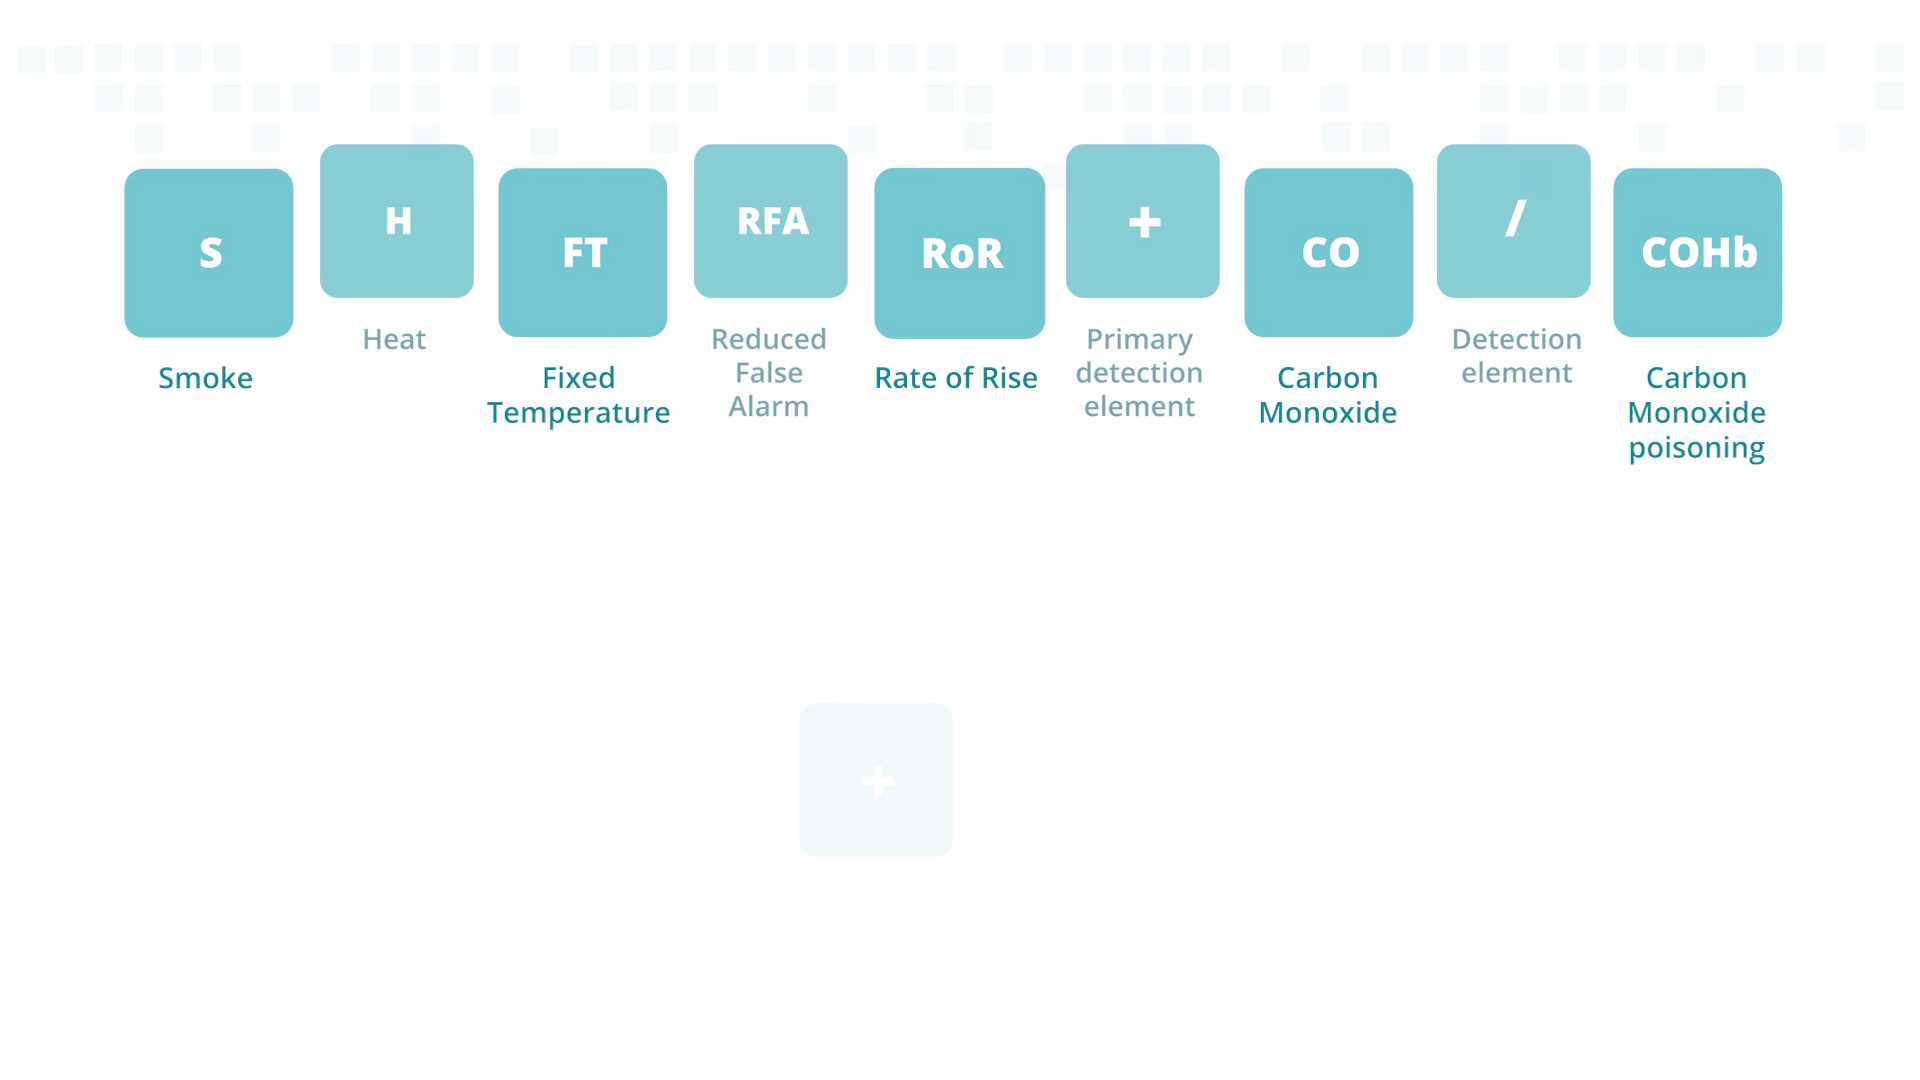 S
Smoke
H
Heat
FT
Fixed
Temperature
RFA
Reduced
False
Alarm
RoR
Rate of Rise
+
Primary
detection
element
CO
Carbon
Monoxide
/
Detection
element
COHb
Carbon
Monoxide
poisoning
+